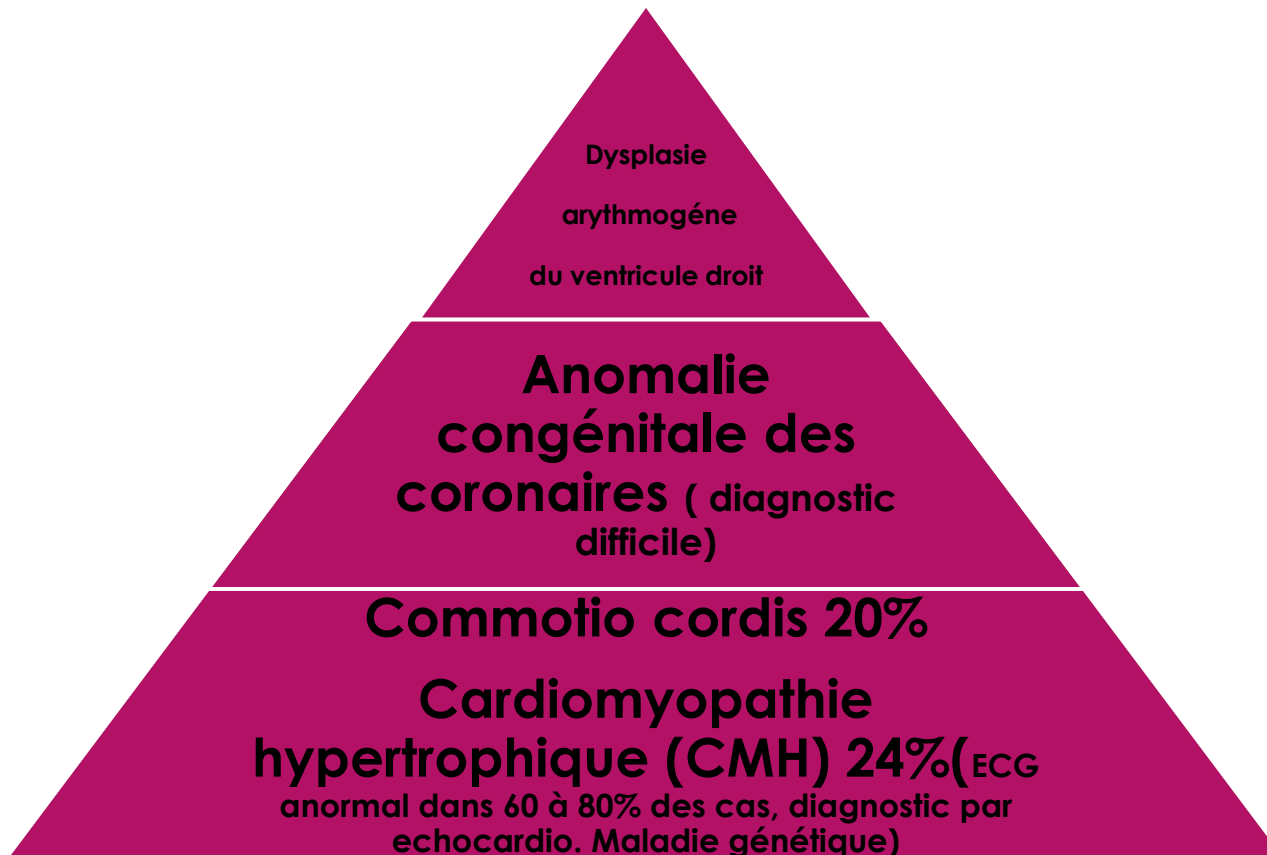 Dysplasie
arythmogéne
du ventricule droit
Anomalie
congénitale des
coronaires ( diagnostic
difficile)
Commotio cordis 20%
Cardiomyopathie
hypertrophique (CMH) 24%(ECG
anormal dans 60 à 80% des cas, diagnostic par
echocardio. Maladie génétique)